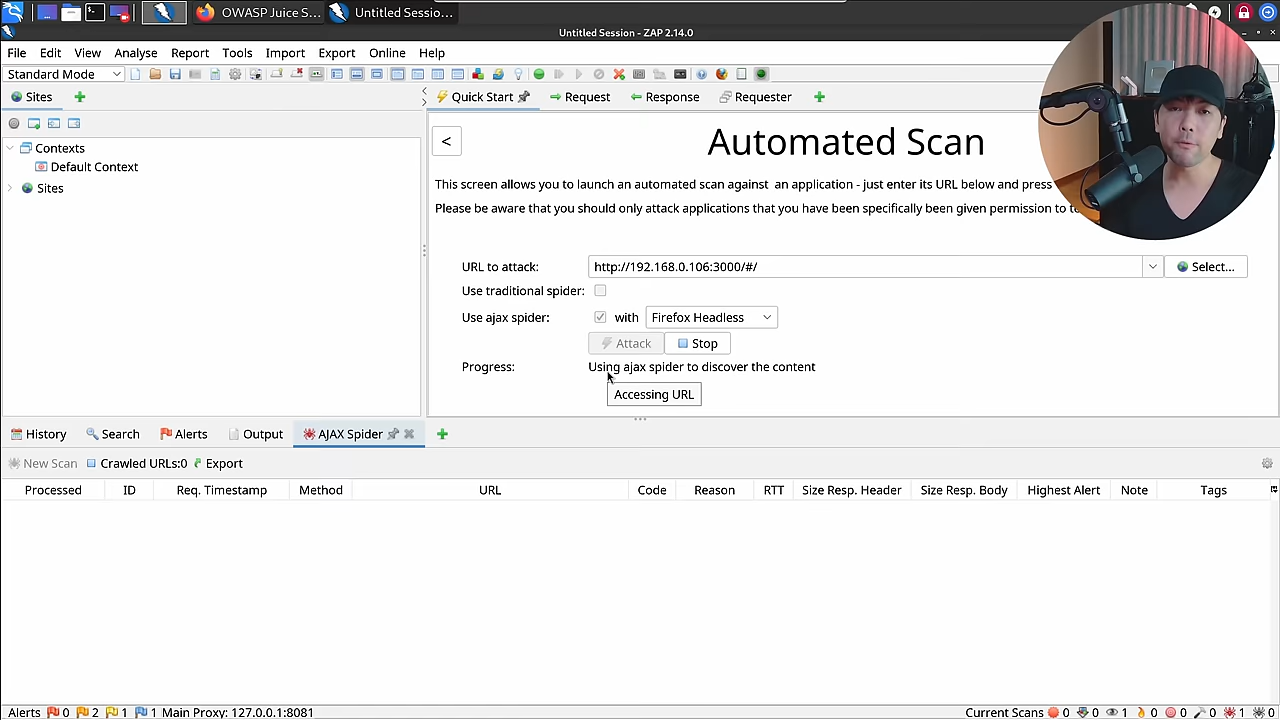 OWASP Juice S...
Untitled Sessio...
Untitled Session - ZAP 2.14.0
File Edit View Analyse Report Tools Import Export Online Help
Standard Mode
Sites
Quick Start Request Response Requester
<
Automated Scan
Contexts
Default Context
Sites
This screen allows you to launch an automated scan against an application - just enter its URL below and press
Please be aware that you should only attack applications that you have been specifically been given permission to
URL to attack: http://192.168.0.106:3000/#/ Select...
Use traditional spider:
Use ajax spider: with Firefox Headless
Attack Stop
Progress: Using ajax spider to discover the content
Accessing URL
History Search Alerts Output AJAX Spider
New Scan Crawled URLs:0 Export
Processed ID Req. Timestamp Method URL Code Reason RTT Size Resp. Header Size Resp. Body Highest Alert Note Tags
Alerts 0 2 1 1 Main Proxy: 127.0.0.1:8081 Current Scans 0 0 1 0 0 0 1 0